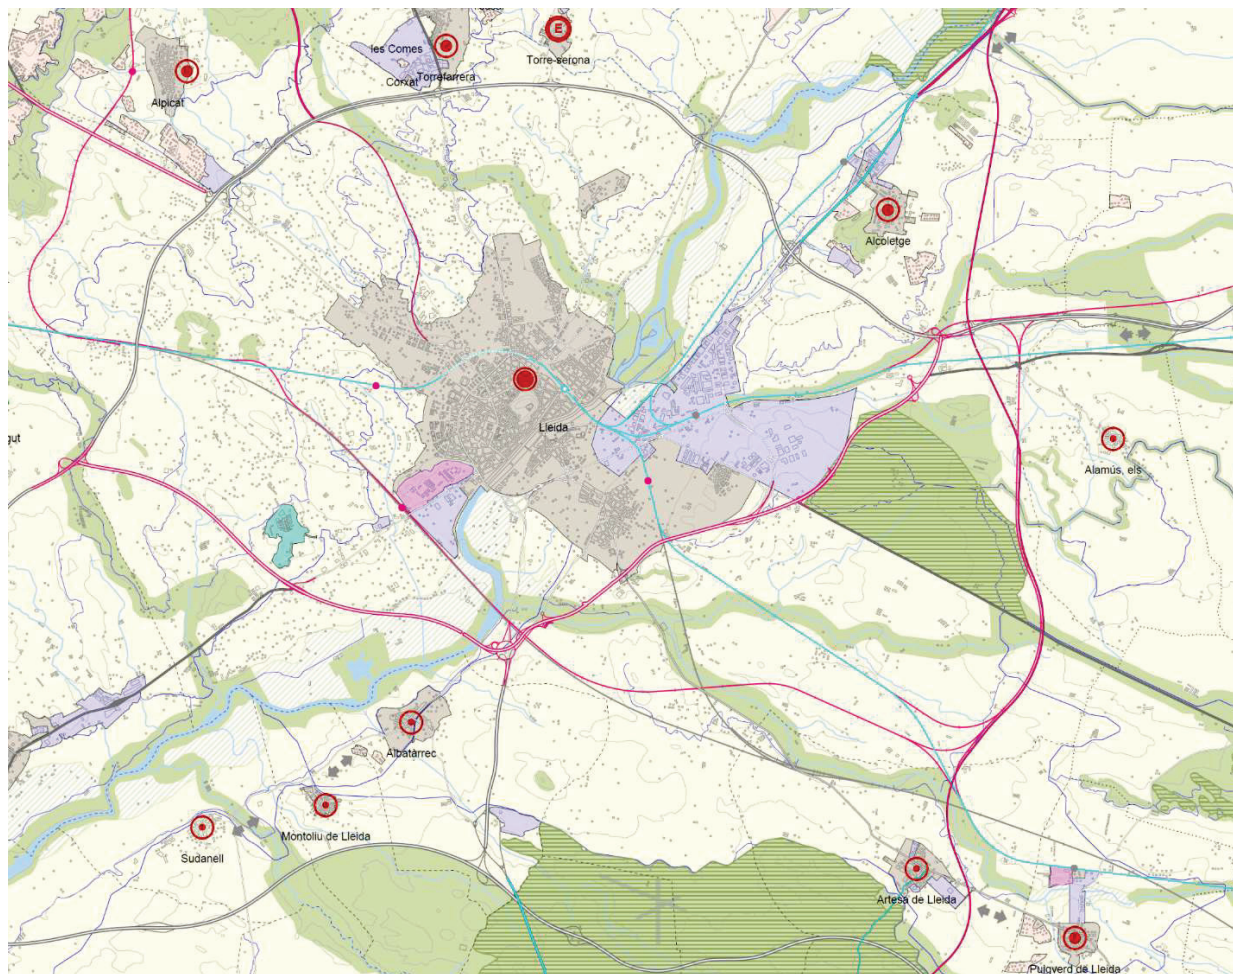 les Comes
Torrefarrera
Corxat
E
Torre-serona
Alpicat
Alcoletge
Lleida
gut
Alamús, els
Albatàrrec
Montoliu de Lleida
Sudanell
Artesa de Lleida
Puigverd de Lleida